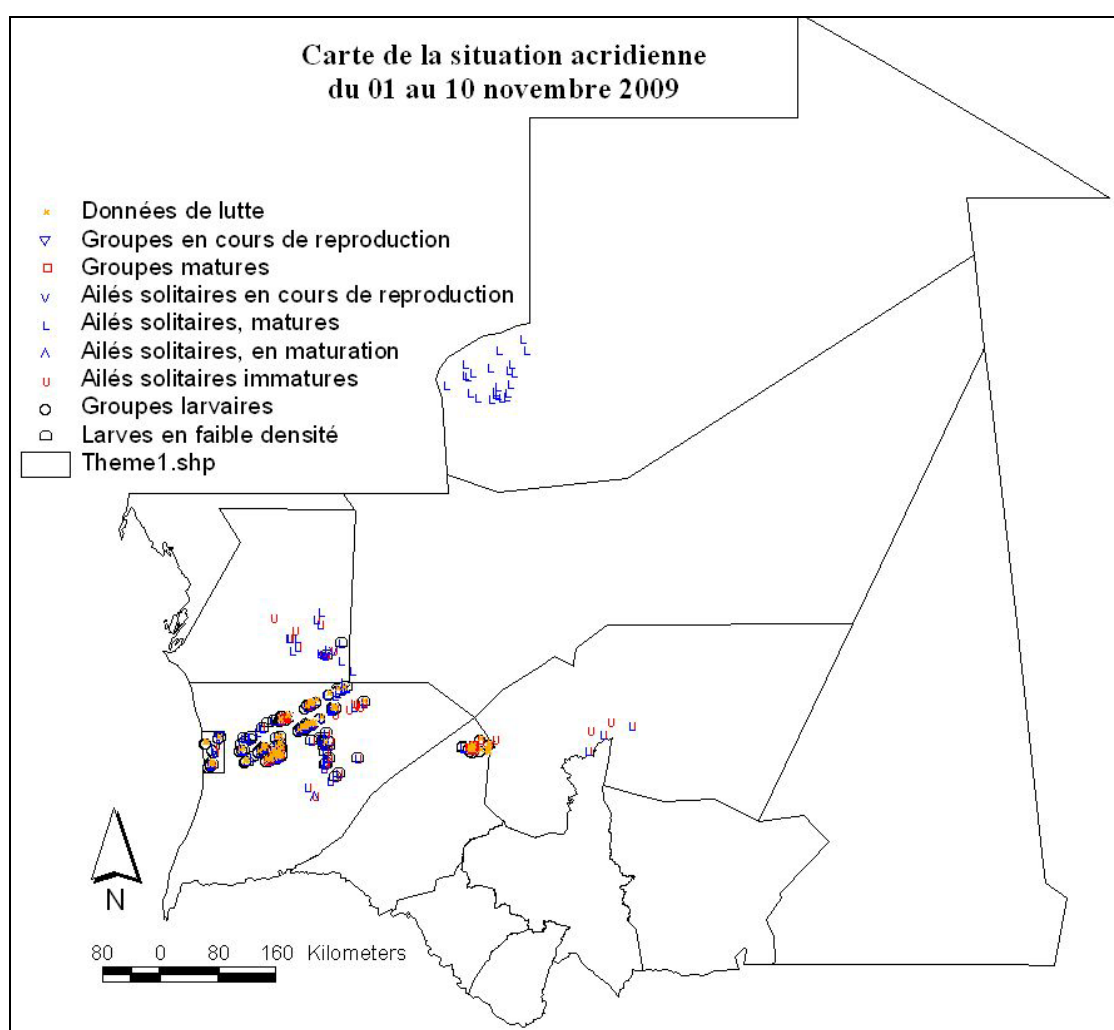 Carte de la situation acridienne
du 01 au 10 novembre 2009
Données de lutte
Groupes en cours de reproduction
Groupes matures
Ailés solitaires en cours de reproduction
Ailés solitaires, matures
Ailés solitaires, en maturation
Ailés solitaires immatures
Groupes larvaires
Larves en faible densité
Theme1.shp
N
80 0 80 160 Kilometers